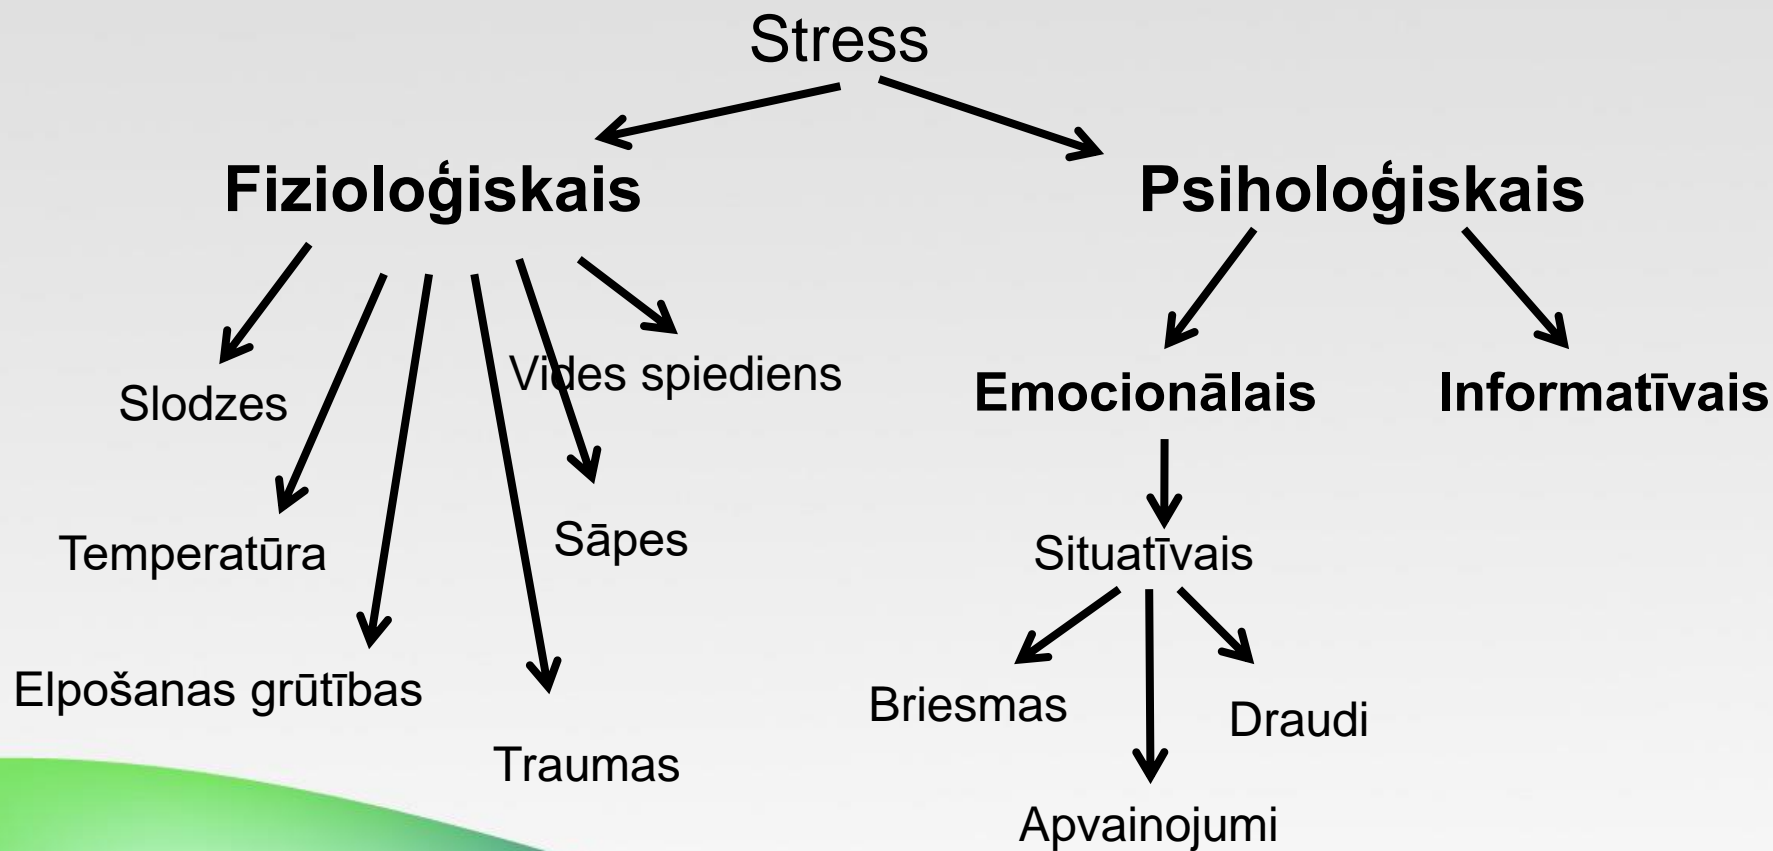 Stress
Fizioloģiskais
Psiholoģiskais
Vides spiediens
Slodzes
Emocionālais
Informatīvais
Sāpes
Temperatūra
Situatīvais
Elpošanas grūtības
Briesmas
Draudi
Traumas
Apvainojumi